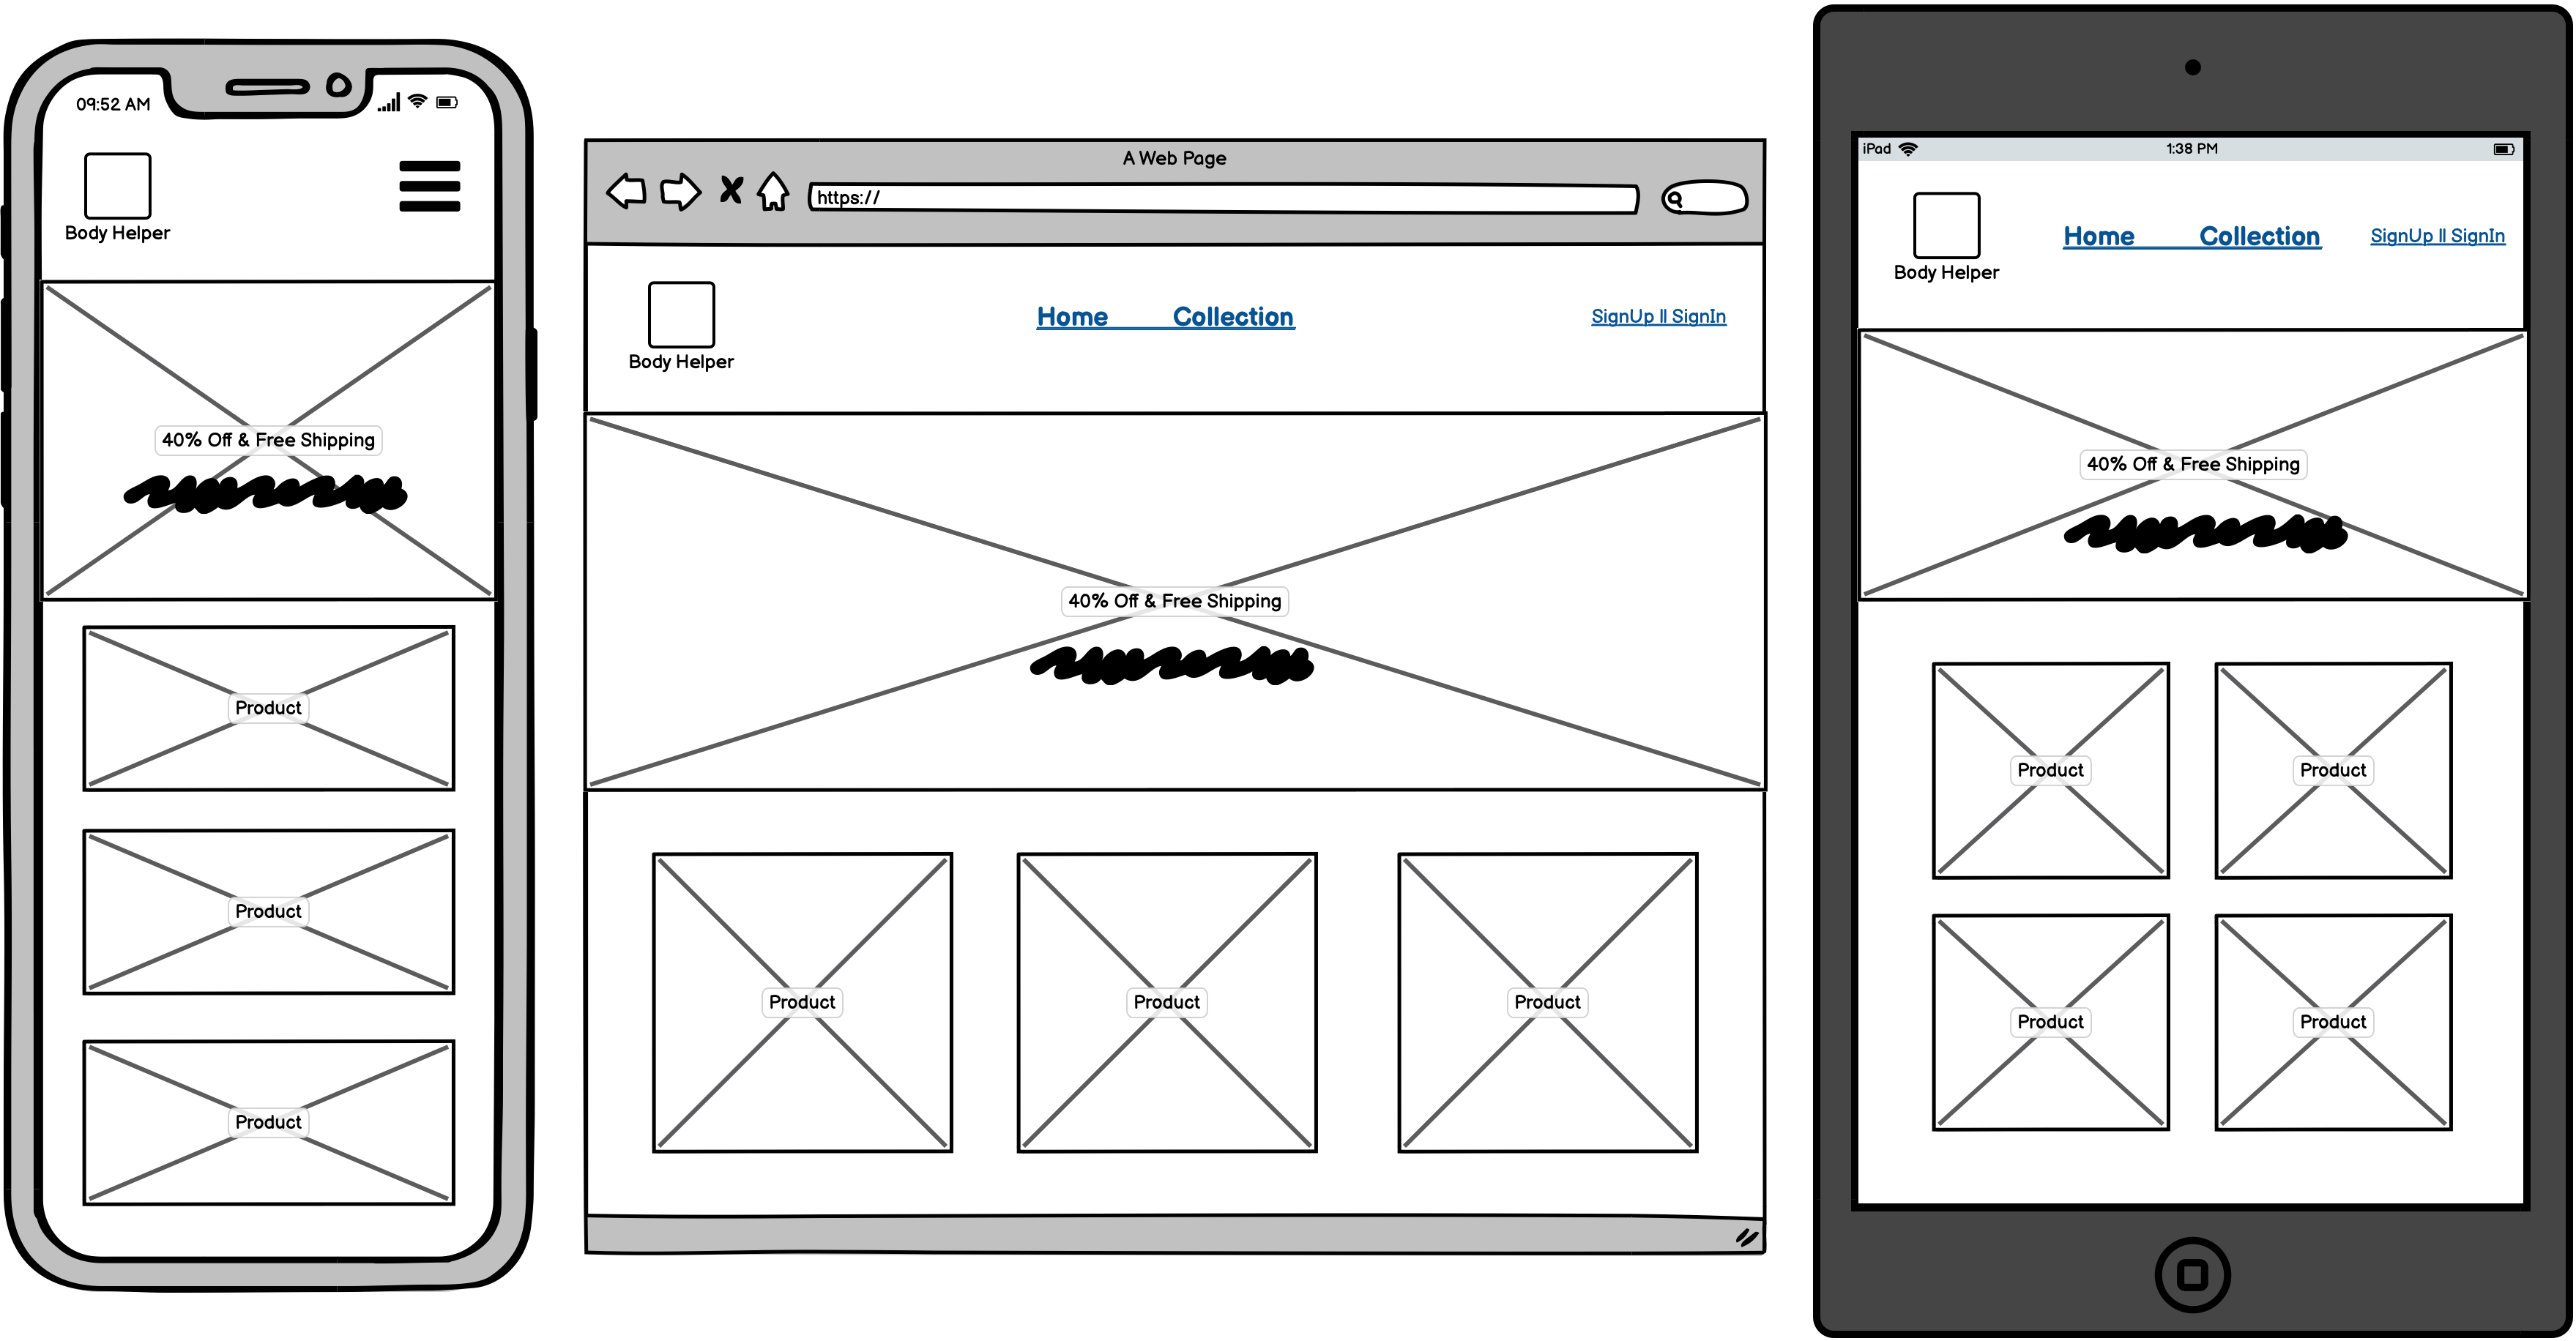 09:52 AM
Body Helper
40% Off & Free Shipping
Product
Product
Product
A Web Page
https://
Home Collection SignUp || SignIn
Body Helper
40% Off & Free Shipping
Product Product Product
iPad 1:38 PM
Home Collection SignUp || SignIn
Body Helper
40% Off & Free Shipping
Product Product
Product Product